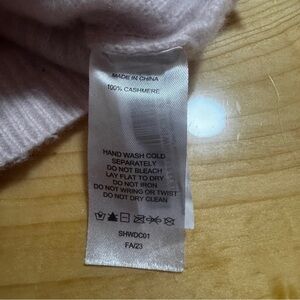 MADE IN CHINA
100% CASHMERE
HAND WASH COLD
SEPARATELY
DO NOT BLEACH
LAY FLAT TO DRY
DO NOT IRON
DO NOT WRING OR TWIST
DO NOT DRY CLEAN
SHWDC01
FA/23